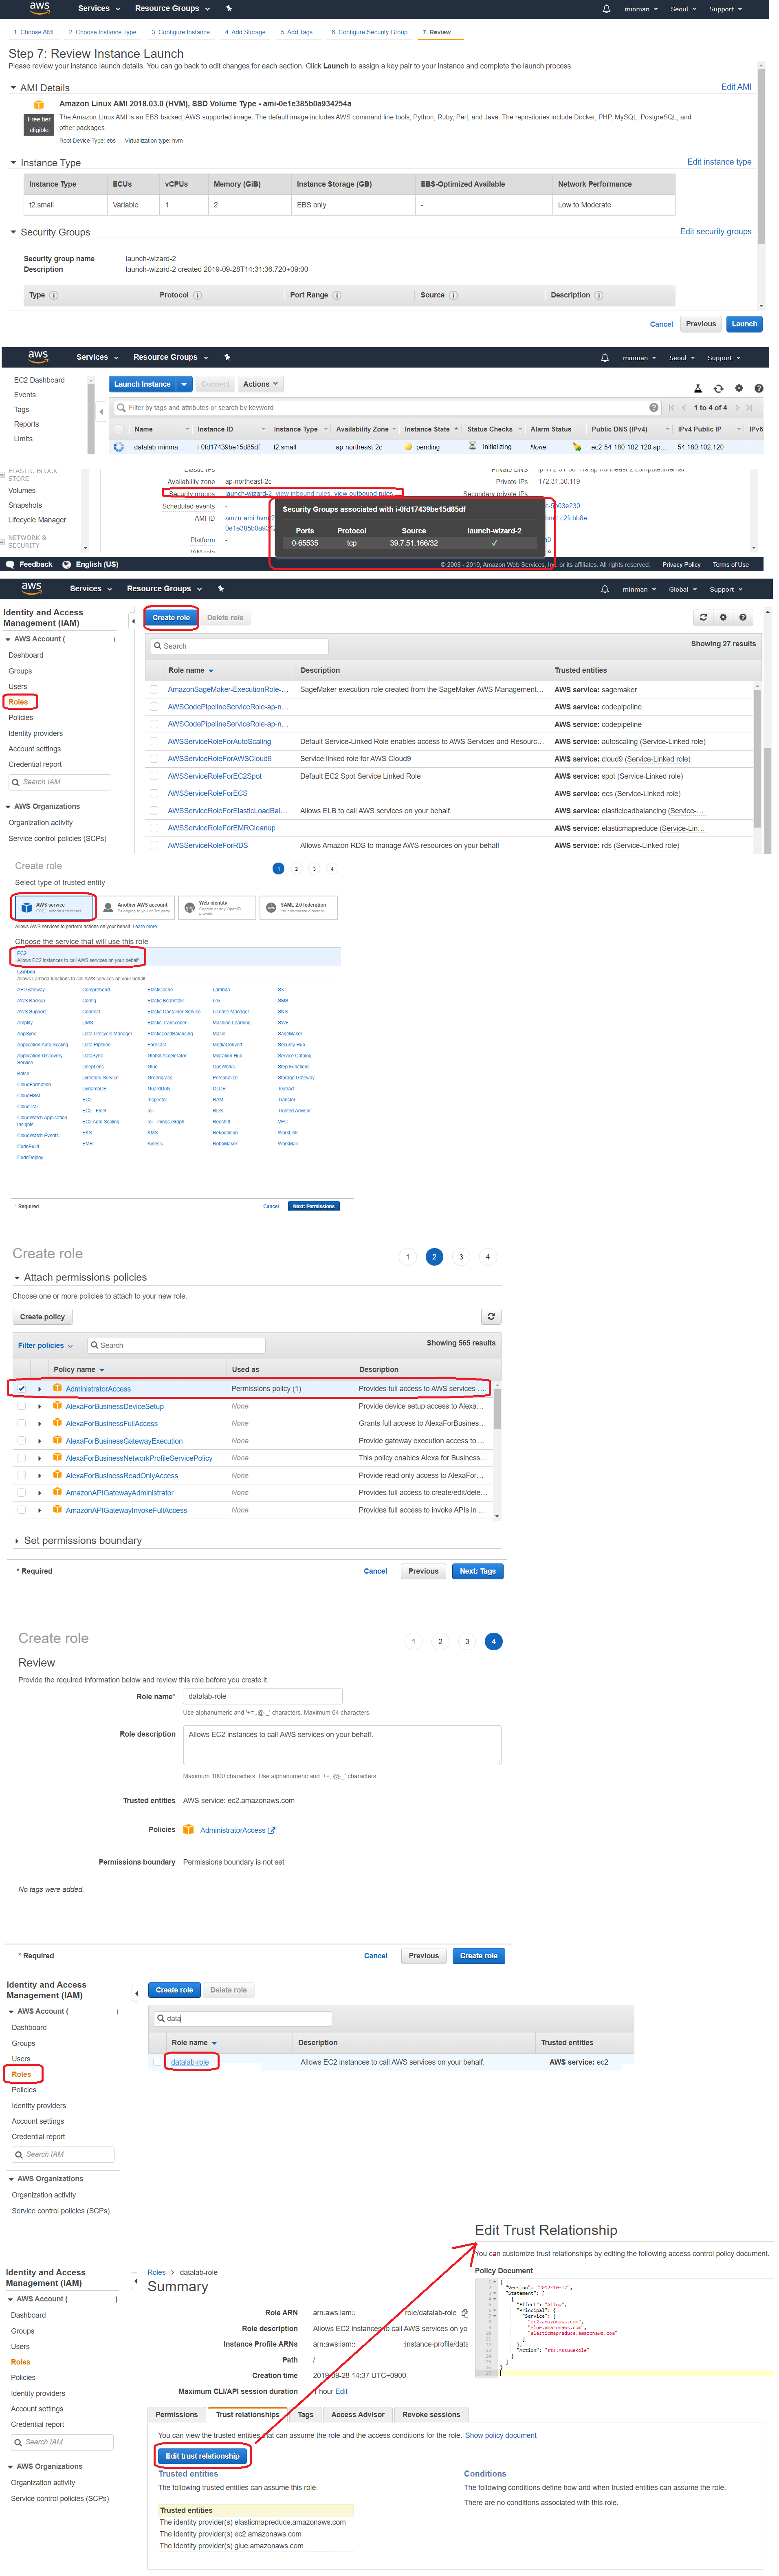 aws Services Resource Groups minman Seoul Support
1. Choose AMI 2. Choose Instance Type 3. Configure Instance 4. Add Storage 5. Add Tags 6. Configure Security Group 7. Review
Step 7: Review Instance Launch
Please review your instance launch details. You can go back to edit changes for each section. Click Launch to assign a key pair to your instance and complete the launch process.
AMI Details Edit AMI
Amazon Linux AMI 2018.03.0 (HVM), SSD Volume Type - ami-0e1e385b0a934254a
Free tier eligible
The Amazon Linux AMI is an EBS-backed, AWS-supported image. The default image includes AWS command line tools, Python, Ruby, Perl, and Java. The repositories include Docker, PHP, MySQL, PostgreSQL, and
other packages.
Root Device Type: ebs Virtualization type: hvm
Instance Type Edit instance type
Instance Type ECUs vCPUs Memory (GiB) Instance Storage (GB) EBS-Optimized Available Network Performance
t2.small Variable 1 2 EBS only - Low to Moderate
Security Groups Edit security groups
Security group name launch-wizard-2
Description launch-wizard-2 created 2019-09-28T14:31:36.720+09:00
Type Protocol Port Range Source Description
Cancel Previous Launch
aws Services Resource Groups minman Seoul Support
EC2 Dashboard
Events
Tags
Reports
Limits
Launch Instance Connect Actions
Filter by tags and attributes or search by keyword 1 to 4 of 4
Name Instance ID Instance Type Availability Zone Instance State Status Checks Alarm Status Public DNS (IPv4) IPv4 Public IP IPv6
datalab-minma... i-0fd17439be15d85df t2.small ap-northeast-2c pending Initializing None ec2-54-180-102-120.ap... 54.180.102.120 -
ELASTIC BLOCK STORE
Volumes
Snapshots
Lifecycle Manager
NETWORK & SECURITY
Elastic IPs
Availability zone ap-northeast-2c
Security groups launch-wizard-2. view inbound rules. view outbound rules
Scheduled events -
AMI ID amzn-ami-hvm-2
0e1e385b0a9342
Platform -
IAM role
Private DNS
Private IPs 172.31.30.119
Secondary private IPs
Security Groups associated with i-0fd17439be15d85df
Ports Protocol Source launch-wizard-2
0-65535 tcp 39.7.51.166/32 ✓
Feedback English (US) © 2008 - 2019, Amazon Web Services, Inc. or its affiliates. All rights reserved. Privacy Policy Terms of Use
aws Services Resource Groups minman Global Support
Identity and Access Management (IAM)
AWS Account (
Dashboard
Groups
Users
Roles
Policies
Identity providers
Account settings
Credential report
Search IAM
AWS Organizations
Organization activity
Service control policies (SCPs)
Create role Delete role
Search Showing 27 results
Role name Description Trusted entities
AmazonSageMaker-ExecutionRole-... SageMaker execution role created from the SageMaker AWS Management... AWS service: sagemaker
AWSCodePipelineServiceRole-ap-n... AWS service: codepipeline
AWSCodePipelineServiceRole-ap-n... AWS service: codepipeline
AWSServiceRoleForAutoScaling Default Service-Linked Role enables access to AWS Services and Resourc... AWS service: autoscaling (Service-Linked role)
AWSServiceRoleForAWSCloud9 Service linked role for AWS Cloud9 AWS service: cloud9 (Service-Linked role)
AWSServiceRoleForEC2Spot Default EC2 Spot Service Linked Role AWS service: spot (Service-Linked role)
AWSServiceRoleForECS AWS service: ecs (Service-Linked role)
AWSServiceRoleForElasticLoadBal... Allows ELB to call AWS services on your behalf. AWS service: elasticloadbalancing (Service-...
AWSServiceRoleForEMRCleanup AWS service: elasticmapreduce (Service-Lin...
AWSServiceRoleForRDS Allows Amazon RDS to manage AWS resources on your behalf AWS service: rds (Service-Linked role)
Create role 1 2 3 4
Select type of trusted entity
AWS service
EC2, Lambda and others
Another AWS account
Belonging to you or 3rd party
Web identity
Cognito or any OpenID provider
SAML 2.0 federation
Your corporate directory
Allows AWS services to perform actions on your behalf. Learn more
Choose the service that will use this role
EC2
Allows EC2 instances to call AWS services on your behalf.
Lambda
Allows Lambda functions to call AWS services on your behalf.
API Gateway Comprehend ElastiCache Lambda S3
AWS Backup Config Elastic Beanstalk Lex SMS
AWS Support Connect Elastic Container Service License Manager SNS
Amplify DMS Elastic Transcoder Machine Learning SWF
AppSync Data Lifecycle Manager ElasticLoadBalancing Macie SageMaker
Application Auto Scaling Data Pipeline Forecast MediaConvert Security Hub
Application Discovery Service DataSync Global Accelerator Migration Hub Service Catalog
Batch DeepLens Glue OpsWorks Step Functions
CloudFormation Directory Service Greengrass Personalize Storage Gateway
CloudHSM DynamoDB GuardDuty QLDB Textract
CloudTrail EC2 Inspector RAM Transfer
CloudWatch Application Insights EC2 - Fleet IoT RDS Trusted Advisor
CloudWatch Events EC2 Auto Scaling IoT Things Graph Redshift VPC
CodeBuild EKS KMS Rekognition WorkLink
CodeDeploy EMR Kinesis RoboMaker WorkMail
* Required Cancel Next: Permissions
Create role 1 2 3 4
Attach permissions policies
Choose one or more policies to attach to your new role.
Create policy
Filter policies Search Showing 565 results
Policy name Used as Description
AdministratorAccess Permissions policy (1) Provides full access to AWS services ...
AlexaForBusinessDeviceSetup None Provide device setup access to Alexa...
AlexaForBusinessFullAccess None Grants full access to AlexaForBusines...
AlexaForBusinessGatewayExecution None Provide gateway execution access to ...
AlexaForBusinessNetworkProfileServicePolicy None This policy enables Alexa for Business...
AlexaForBusinessReadOnlyAccess None Provide read only access to AlexaFor...
AmazonAPIGatewayAdministrator None Provides full access to create/edit/dele...
AmazonAPIGatewayInvokeFullAccess None Provides full access to invoke APIs in ...
Set permissions boundary
* Required Cancel Previous Next: Tags
Create role 1 2 3 4
Review
Provide the required information below and review this role before you create it.
Role name* datalab-role
Use alphanumeric and '+=,.@-_' characters. Maximum 64 characters.
Role description Allows EC2 instances to call AWS services on your behalf.
Maximum 1000 characters. Use alphanumeric and '+=,.@-_' characters.
Trusted entities AWS service: ec2.amazonaws.com
Policies AdministratorAccess
Permissions boundary Permissions boundary is not set
No tags were added.
* Required Cancel Previous Create role
Identity and Access Management (IAM)
AWS Account (
Dashboard
Groups
Users
Roles
Policies
Identity providers
Account settings
Credential report
Search IAM
AWS Organizations
Organization activity
Service control policies (SCPs)
Create role Delete role
data
Role name Description Trusted entities
datalab-role Allows EC2 instances to call AWS services on your behalf. AWS service: ec2
Edit Trust Relationship
You can customize trust relationships by editing the following access control policy document.
Policy Document
{
"Version": "2012-10-17",
"Statement": [
{
"Effect": "Allow",
"Principal": {
"Service": [
"ec2.amazonaws.com",
"glue.amazonaws.com",
"elasticmapreduce.amazonaws.com"
]
},
"Action": "sts:AssumeRole"
}
]
}
Identity and Access Management (IAM)
AWS Account ( )
Dashboard
Groups
Users
Roles
Policies
Identity providers
Account settings
Credential report
Search IAM
AWS Organizations
Organization activity
Service control policies (SCPs)
Roles > datalab-role
Summary
Role ARN arn:aws:iam:: role/datalab-role
Role description Allows EC2 instances to call AWS services on yo
Instance Profile ARNs arn:aws:iam:: :instance-profile/data
Path /
Creation time 2019-09-28 14:37 UTC+0900
Maximum CLI/API session duration 1 hour Edit
Permissions Trust relationships Tags Access Advisor Revoke sessions
You can view the trusted entities that can assume the role and the access conditions for the role. Show policy document
Edit trust relationship
Trusted entities
The following trusted entities can assume this role.
Trusted entities
The identity provider(s) elasticmapreduce.amazonaws.com
The identity provider(s) ec2.amazonaws.com
The identity provider(s) glue.amazonaws.com
Conditions
The following conditions define how and when trusted entities can assume the role.
There are no conditions associated with this role.